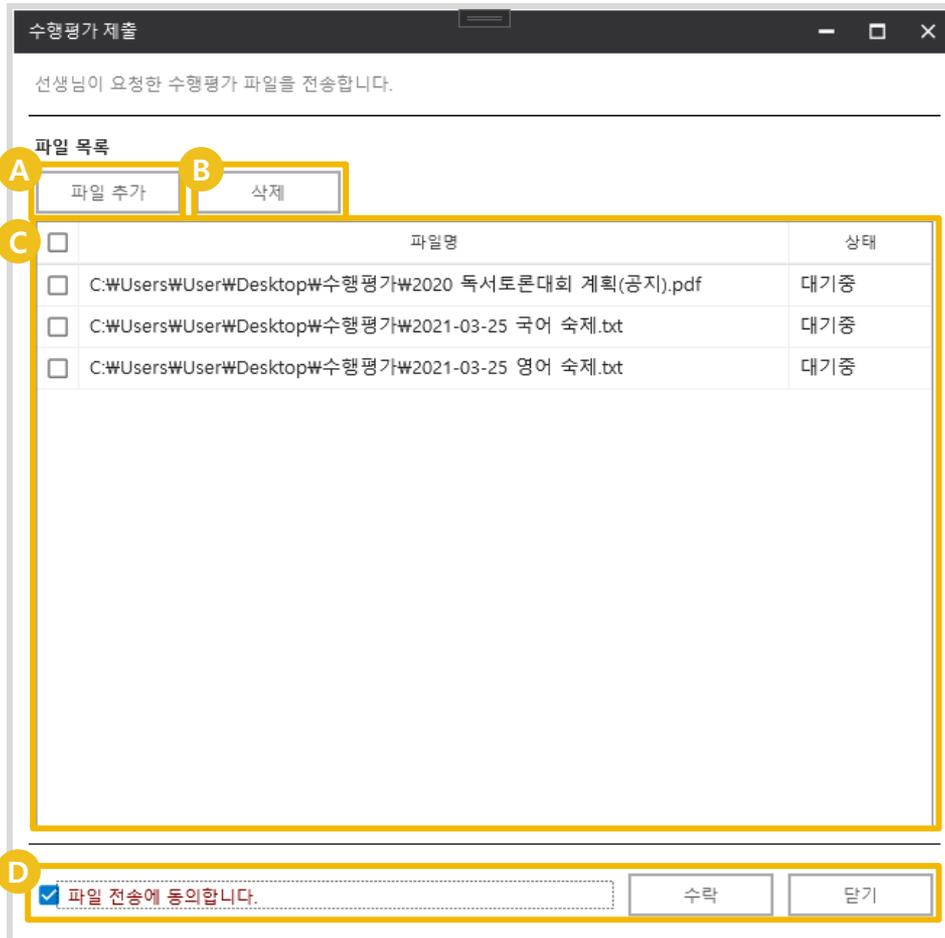 수행평가 제출
선생님이 요청한 수행평가 파일을 전송합니다.
파일 목록
A 파일 추가 B 삭제
C 파일명 상태
C:₩Users₩User₩Desktop₩수행평가₩2020 독서토론대회 계획(공지).pdf 대기중
C:₩Users₩User₩Desktop₩수행평가₩2021-03-25 국어 숙제.txt 대기중
C:₩Users₩User₩Desktop₩수행평가₩2021-03-25 영어 숙제.txt 대기중
D 파일 전송에 동의합니다. 수락 닫기